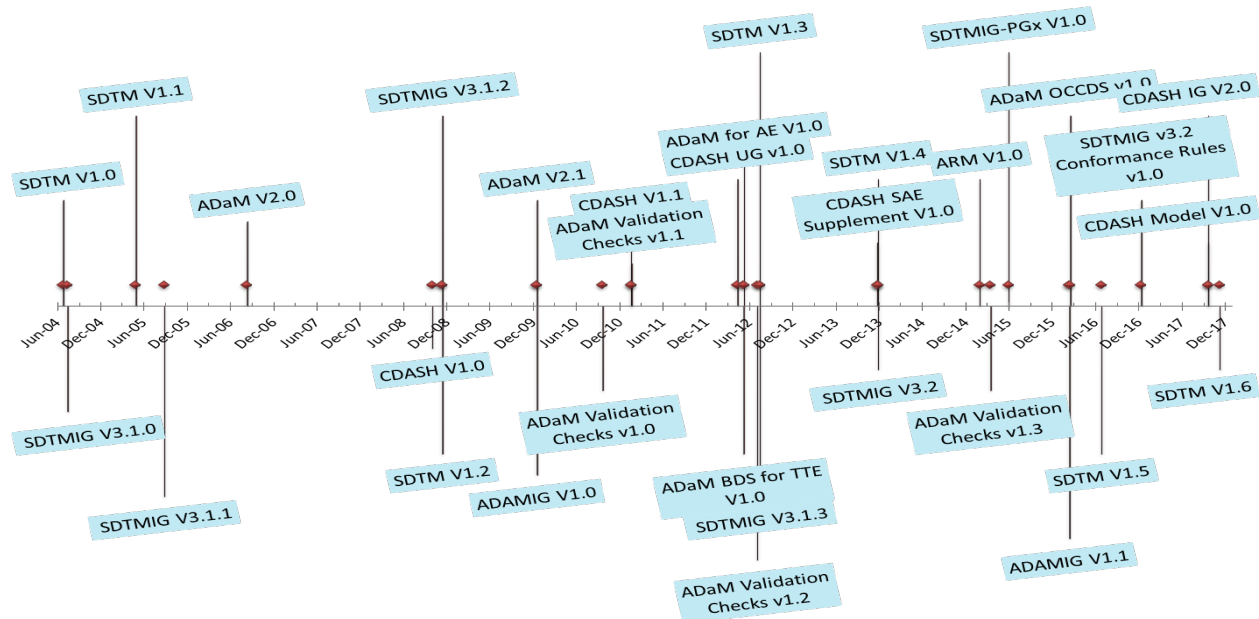 SDTM V1.3
SDTMIG-PGx V1.0
SDTM V1.1
SDTMIG V3.1.2
ADaM OCCDS v1.0
CDASH IG V2.0
SDTM V1.0
ADaM V2.0
ADaM V2.1
ADaM for AE V1.0
CDASH UG v1.0
SDTM V1.4
ARM V1.0
SDTMIG v3.2
Conformance Rules
v1.0
CDASH V1.1
ADaM Validation
Checks v1.1
CDASH SAE
Supplement V1.0
CDASH Model V1.0
Jun-04
Dec-04
Jun-05
Dec-05
Jun-06
Dec-06
Jun-07
Dec-07
Jun-08
Dec-08
Jun-09
Dec-09
Jun-10
Dec-10
Jun-11
Dec-11
Jun-12
Dec-12
Jun-13
Dec-13
Jun-14
Dec-14
Jun-15
Dec-15
Jun-16
Dec-16
Jun-17
Dec-17
SDTMIG V3.1.0
SDTMIG V3.1.1
CDASH V1.0
SDTM V1.2
ADaM Validation
Checks v1.0
ADAMIG V1.0
ADaM BDS for TTE
V1.0
SDTMIG V3.1.3
ADaM Validation
Checks v1.2
SDTMIG V3.2
ADaM Validation
Checks v1.3
SDTM V1.5
ADAMIG V1.1
SDTM V1.6